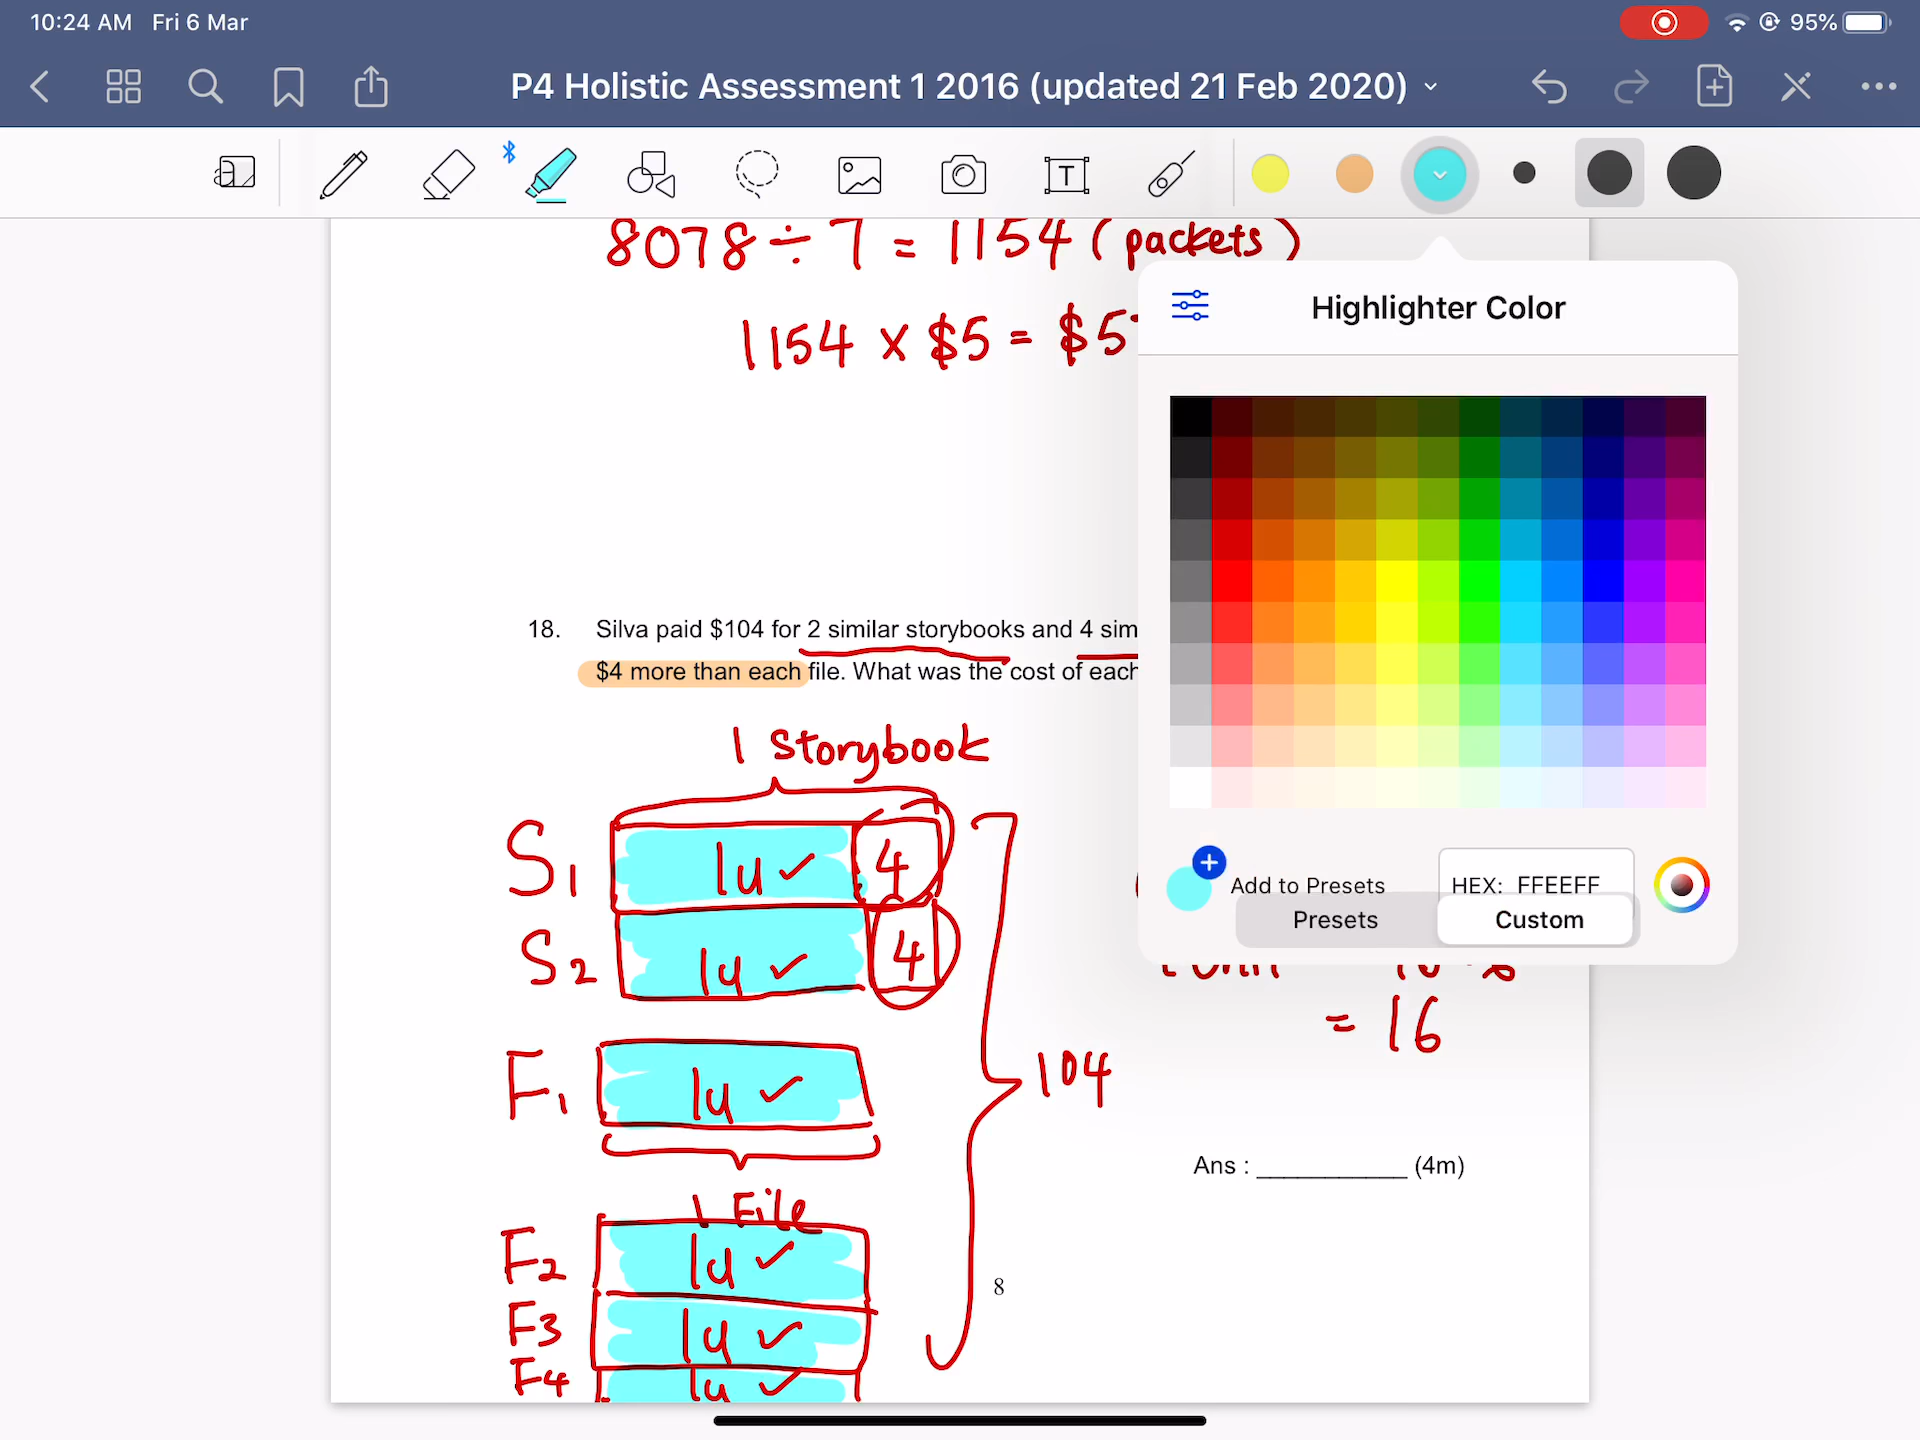 10:24 AM Fri 6 Mar
95%
P4 Holistic Assessment 1 2016 (updated 21 Feb 2020)
8078 ÷ 7 = 1154 ( packets )
1154 x $5 = $5
Highlighter Color
18. Silva paid $104 for 2 similar storybooks and 4 sim
$4 more than each file. What was the cost of each
1 Storybook
S1 1u ✓ 4
S2 1u ✓ 4
Add to Presets
HEX: FFEEFF
Presets
Custom
= 16
F1 1u ✓
104
Ans : ___________ (4m)
1 File
F2 1u ✓
8
F3 1u ✓
F4 1u ✓